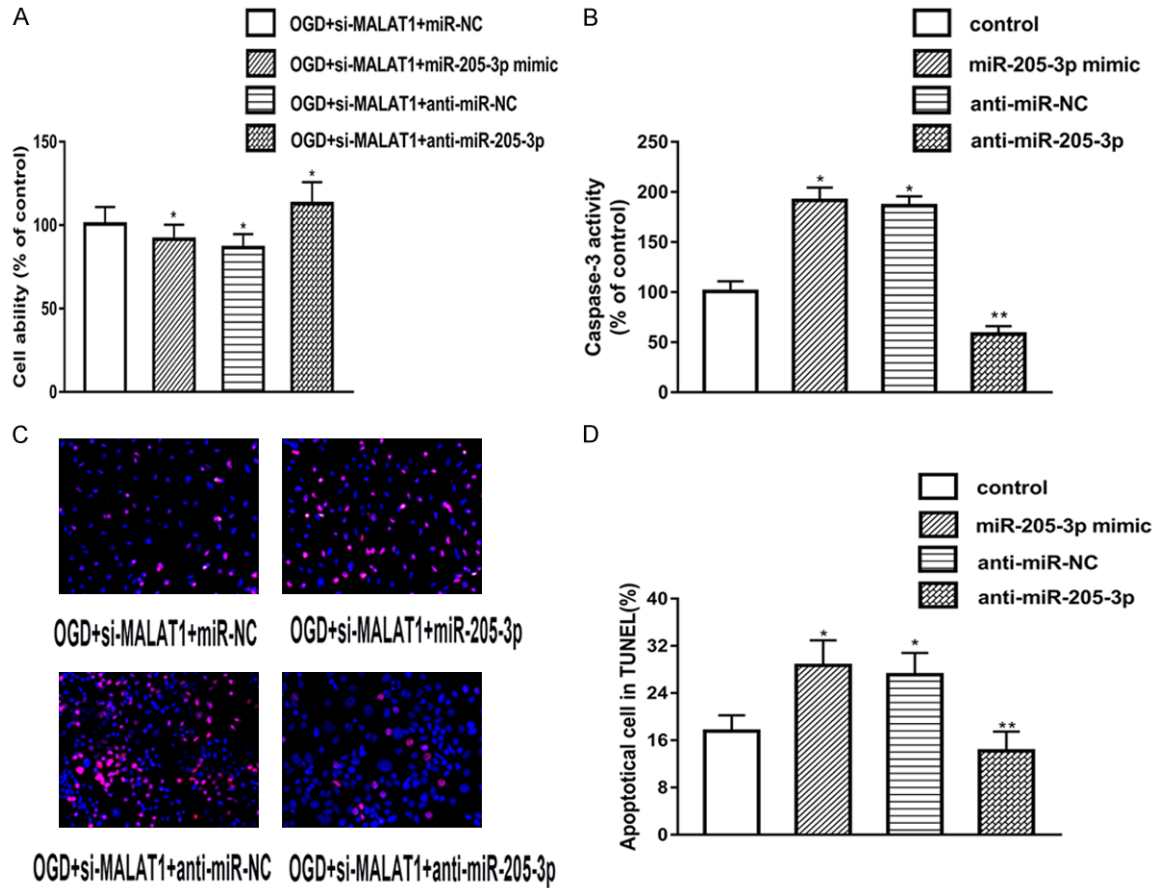 A
OGD+si-MALAT1+miR-NC
OGD+si-MALAT1+miR-205-3p mimic
OGD+si-MALAT1+anti-miR-NC
OGD+si-MALAT1+anti-miR-205-3p
Cell ability (% of control)
150
100
50
0
*
*
*
B
control
miR-205-3p mimic
anti-miR-NC
anti-miR-205-3p
Caspase-3 activity
(% of control)
250
200
150
100
50
0
*
*
**
C
OGD+si-MALAT1+miR-NC
OGD+si-MALAT1+miR-205-3p
OGD+si-MALAT1+anti-miR-NC
OGD+si-MALAT1+anti-miR-205-3p
D
control
miR-205-3p mimic
anti-miR-NC
anti-miR-205-3p
Apoptotical cell in TUNEL(%)
40
32
24
16
8
0
*
*
**